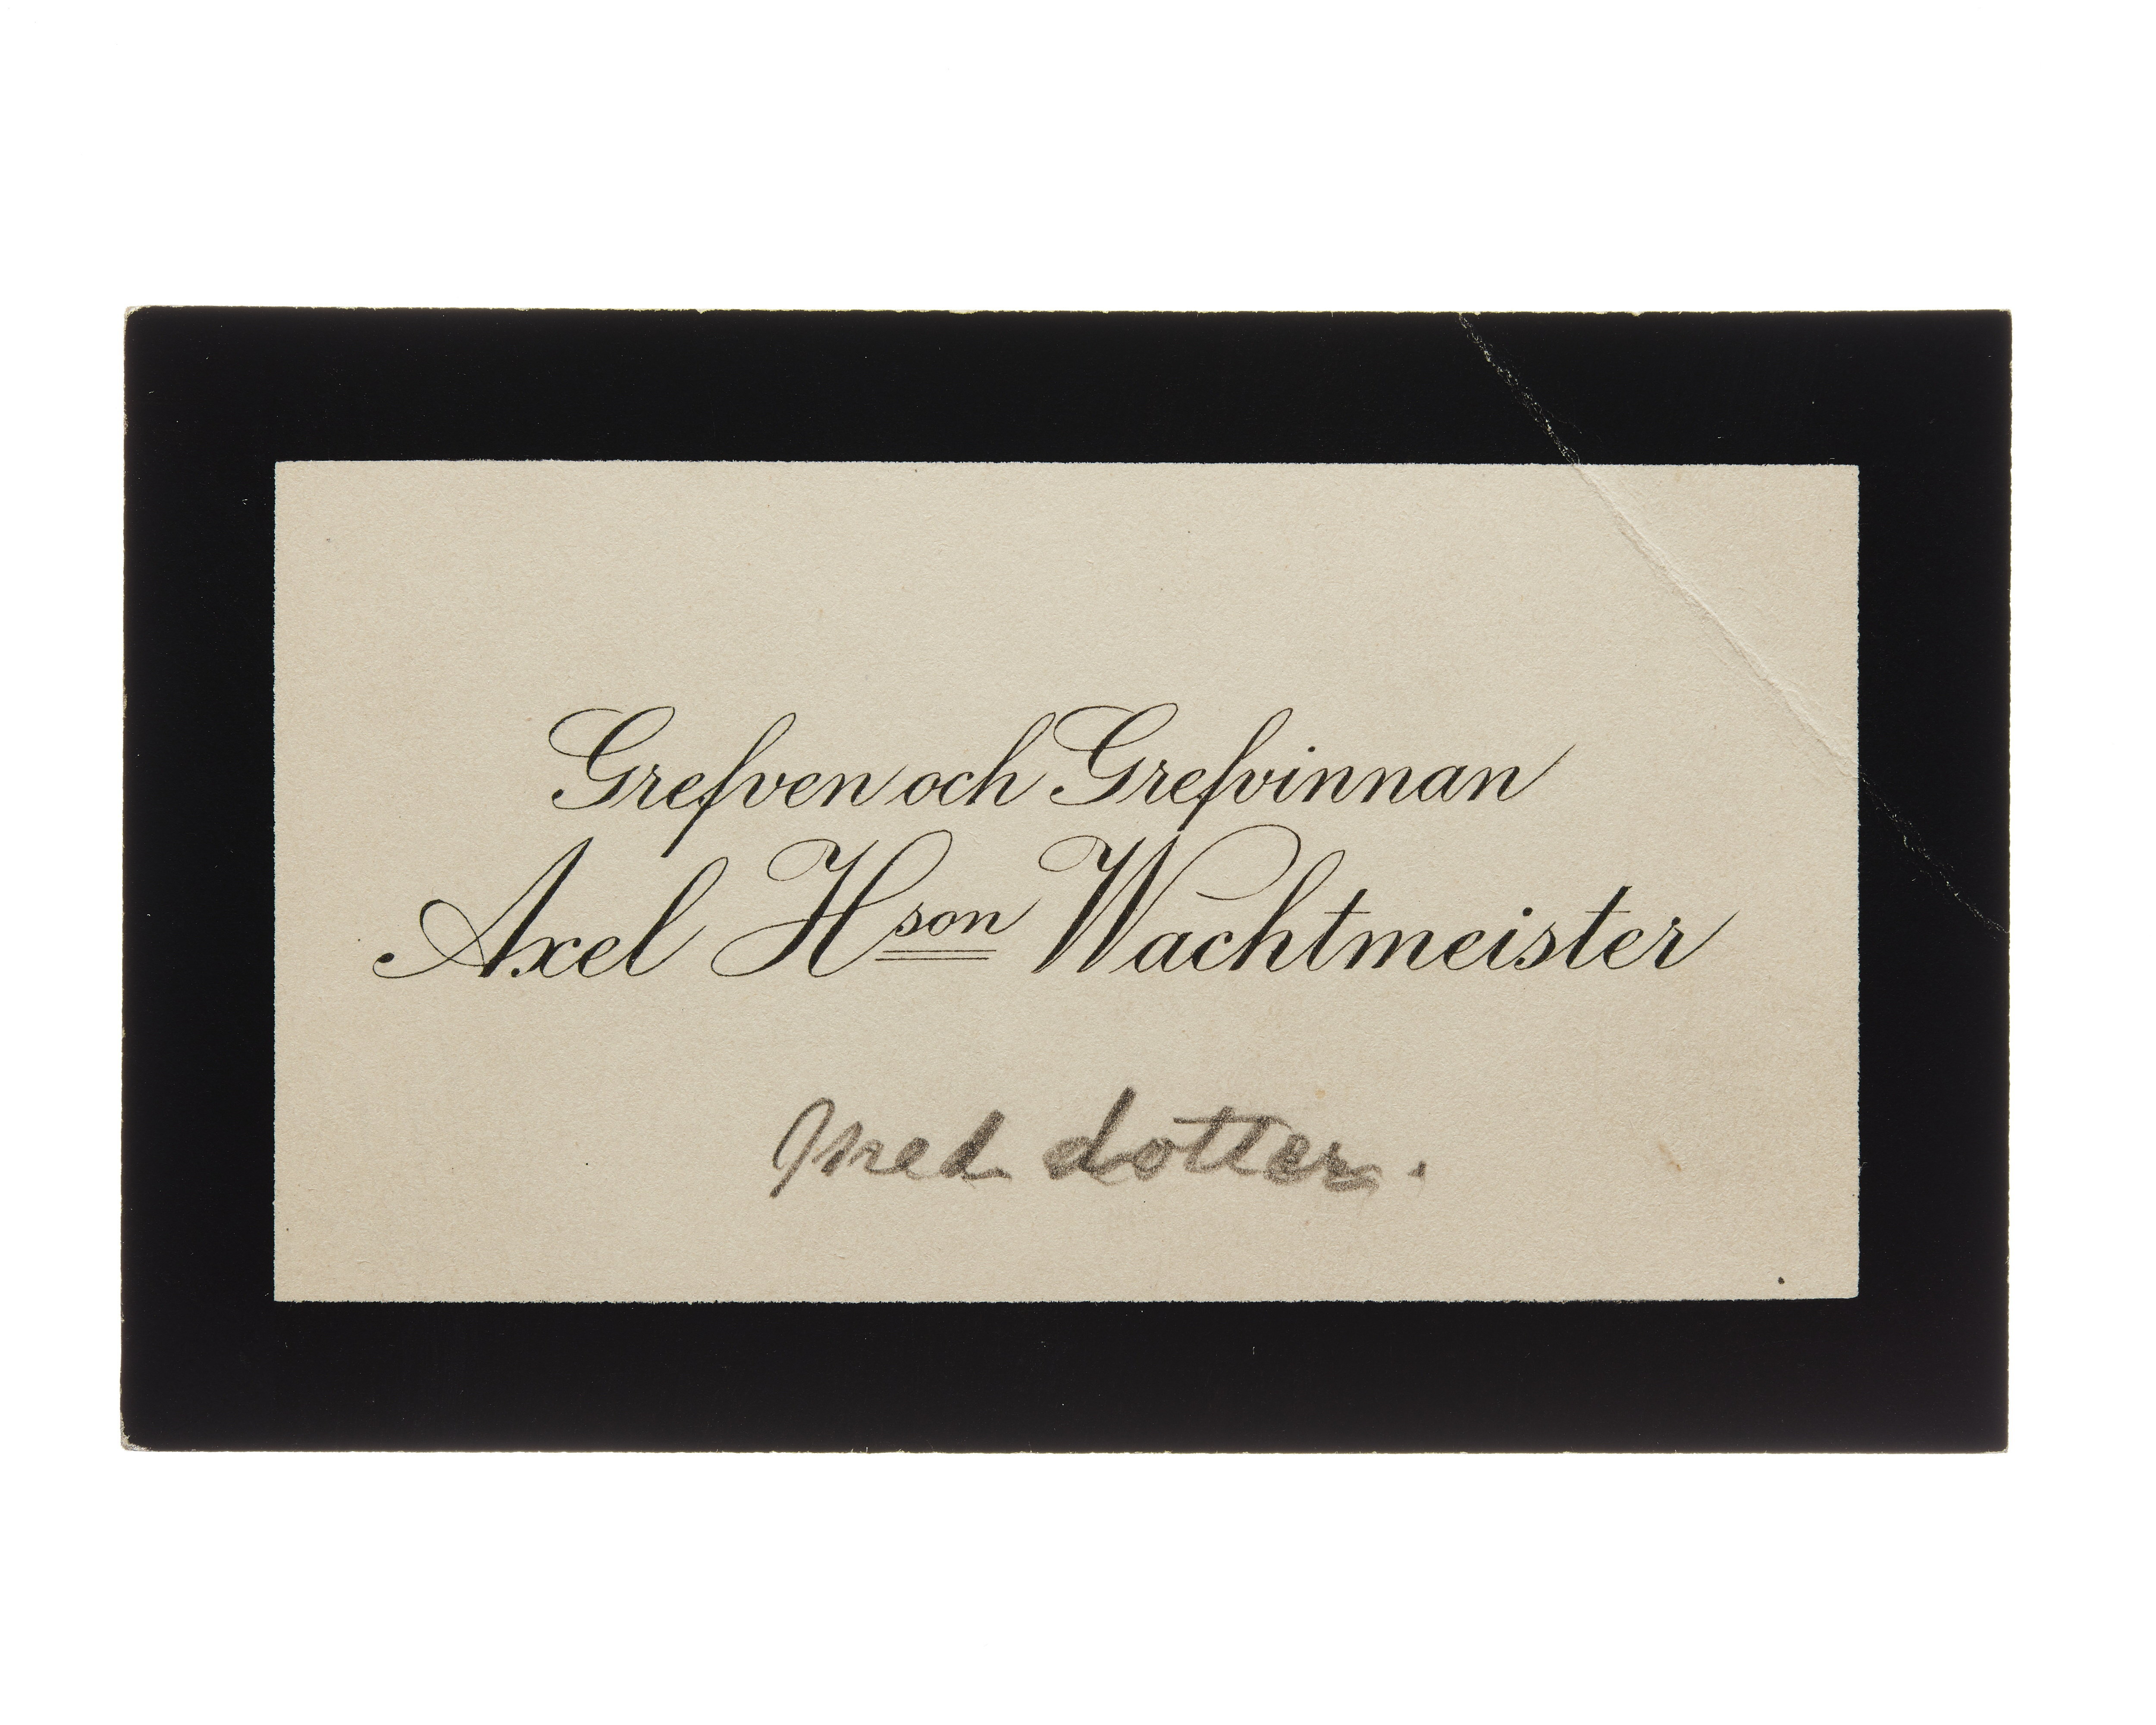 Grefven och Grefvinnan
Axel Hson Wachtmeister
med dotter.